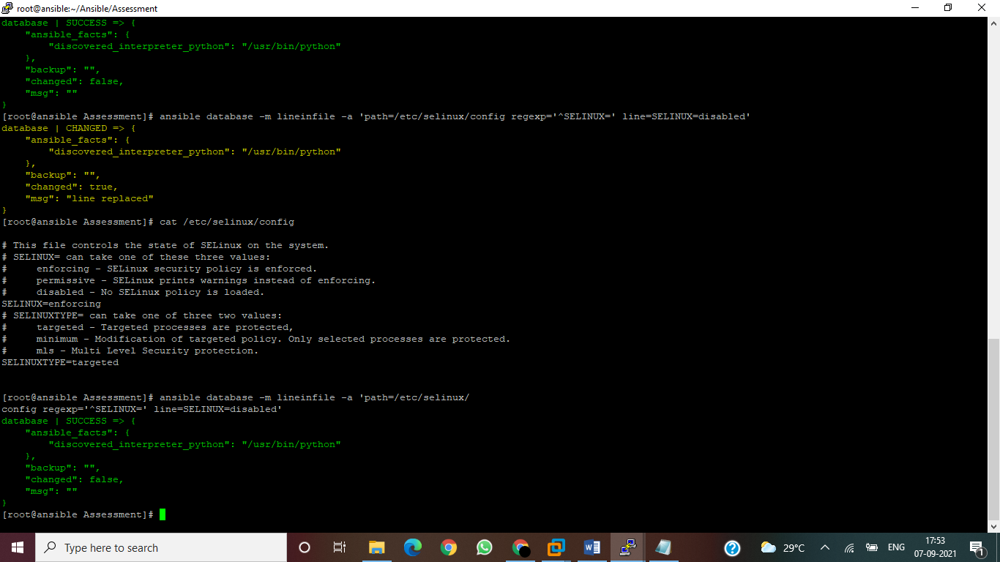 root@ansible:~/Ansible/Assessment
database | SUCCESS => {
    "ansible_facts": {
        "discovered_interpreter_python": "/usr/bin/python"
    },
    "backup": "",
    "changed": false,
    "msg": ""
}
[root@ansible Assessment]# ansible database -m lineinfile -a 'path=/etc/selinux/config regexp='^SELINUX=' line=SELINUX=disabled'
database | CHANGED => {
    "ansible_facts": {
        "discovered_interpreter_python": "/usr/bin/python"
    },
    "backup": "",
    "changed": true,
    "msg": "line replaced"
}
[root@ansible Assessment]# cat /etc/selinux/config
# This file controls the state of SELinux on the system.
# SELINUX= can take one of these three values:
#     enforcing - SELinux security policy is enforced.
#     permissive - SELinux prints warnings instead of enforcing.
#     disabled - No SELinux policy is loaded.
SELINUX=enforcing
# SELINUXTYPE= can take one of three two values:
#     targeted - Targeted processes are protected,
#     minimum - Modification of targeted policy. Only selected processes are protected.
#     mls - Multi Level Security protection.
SELINUXTYPE=targeted
[root@ansible Assessment]# ansible database -m lineinfile -a 'path=/etc/selinux/
config regexp='^SELINUX=' line=SELINUX=disabled'
database | SUCCESS => {
    "ansible_facts": {
        "discovered_interpreter_python": "/usr/bin/python"
    },
    "backup": "",
    "changed": false,
    "msg": ""
}
[root@ansible Assessment]#
Type here to search
29°C
ENG
17:53
07-09-2021
1